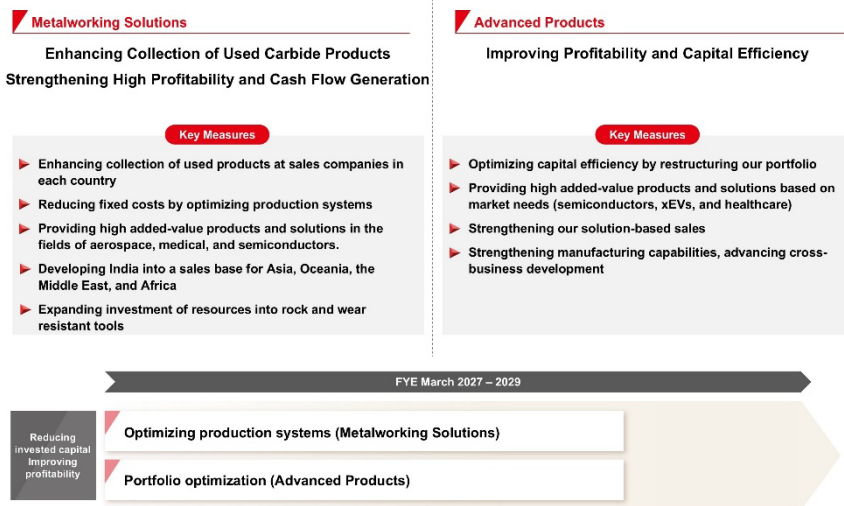 Metalworking Solutions
Enhancing Collection of Used Carbide Products
Strengthening High Profitability and Cash Flow Generation
Key Measures
Enhancing collection of used products at sales companies in
each country
Reducing fixed costs by optimizing production systems
Providing high added-value products and solutions in the
fields of aerospace, medical, and semiconductors.
Developing India into a sales base for Asia, Oceania, the
Middle East, and Africa
Expanding investment of resources into rock and wear
resistant tools
Advanced Products
Improving Profitability and Capital Efficiency
Key Measures
Optimizing capital efficiency by restructuring our portfolio
Providing high added-value products and solutions based on
market needs (semiconductors, xEVs, and healthcare)
Strengthening our solution-based sales
Strengthening manufacturing capabilities, advancing cross-
business development
FYE March 2027 – 2029
Reducing
invested capital
Improving
profitability
Optimizing production systems (Metalworking Solutions)
Portfolio optimization (Advanced Products)